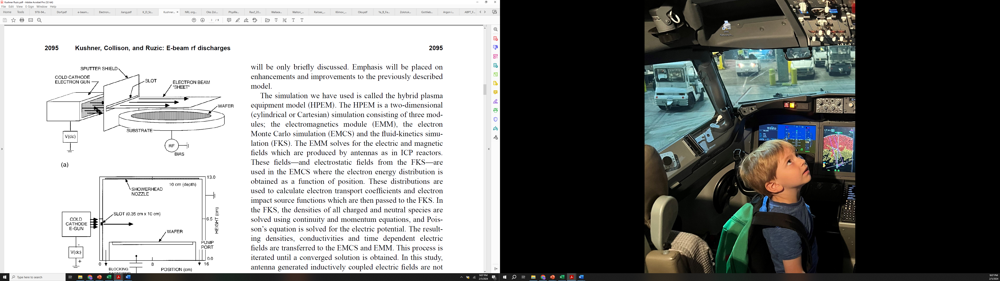 Kushner Ruzic.pdf - Adobe Acrobat Pro (32-bit)
File Edit View E-Sign Window Help
Home Tools 978-94... Dorf.pdf e-beam... Electron... Jiang.pdf K_D_Sc... Kushner... × NRL org... Oks Zol... PhysRe... Rauf_20... Wallace... Walton_... Raitses_... Klimov_... Oks.pdf Ya_B_Fa... Zolotuk... Gottlieb... Argon i... ABPT_F...
3 / 9
2095 Kushner, Collison, and Ruzic: E-beam rf discharges 2095
SPUTTER SHIELD
COLD CATHODE
ELECTRON GUN
SLOT
ELECTRON BEAM
"SHEET"
WAFER
SUBSTRATE
V(dc)
RF
BIAS
(a)
13.0
10 cm (depth)
SHOWERHEAD
NOZZLE
SLOT (0.35 cm x 10 cm)
COLD
CATHODE
E-GUN
6.5
HEIGHT (cm)
WAFER
PUMP
PORT
-
V(dc)
+
0.0
0 8 16
BLOCKING
CAPACITOR
POSITION (cm)
will be only briefly discussed. Emphasis will be placed on
enhancements and improvements to the previously described
model.
The simulation we have used is called the hybrid plasma
equipment model (HPEM). The HPEM is a two-dimensional
(cylindrical or Cartesian) simulation consisting of three mod-
ules; the electromagnetics module (EMM), the electron
Monte Carlo simulation (EMCS) and the fluid-kinetics simu-
lation (FKS). The EMM solves for the electric and magnetic
fields which are produced by antennas as in ICP reactors.
These fields—and electrostatic fields from the FKS—are
used in the EMCS where the electron energy distribution is
obtained as a function of position. These distributions are
used to calculate electron transport coefficients and electron
impact source functions which are then passed to the FKS. In
the FKS, the densities of all charged and neutral species are
solved using continuity and momentum equations, and Pois-
son's equation is solved for the electric potential. The result-
ing densities, conductivities and time dependent electric
fields are transferred to the EMCS and EMM. This process is
iterated until a converged solution is obtained. In this study,
antenna generated inductively coupled electric fields are not
Type here to search
9:07 PM
2/5/2024
PPPL
Network Pr...
9:07 PM
2/5/2024